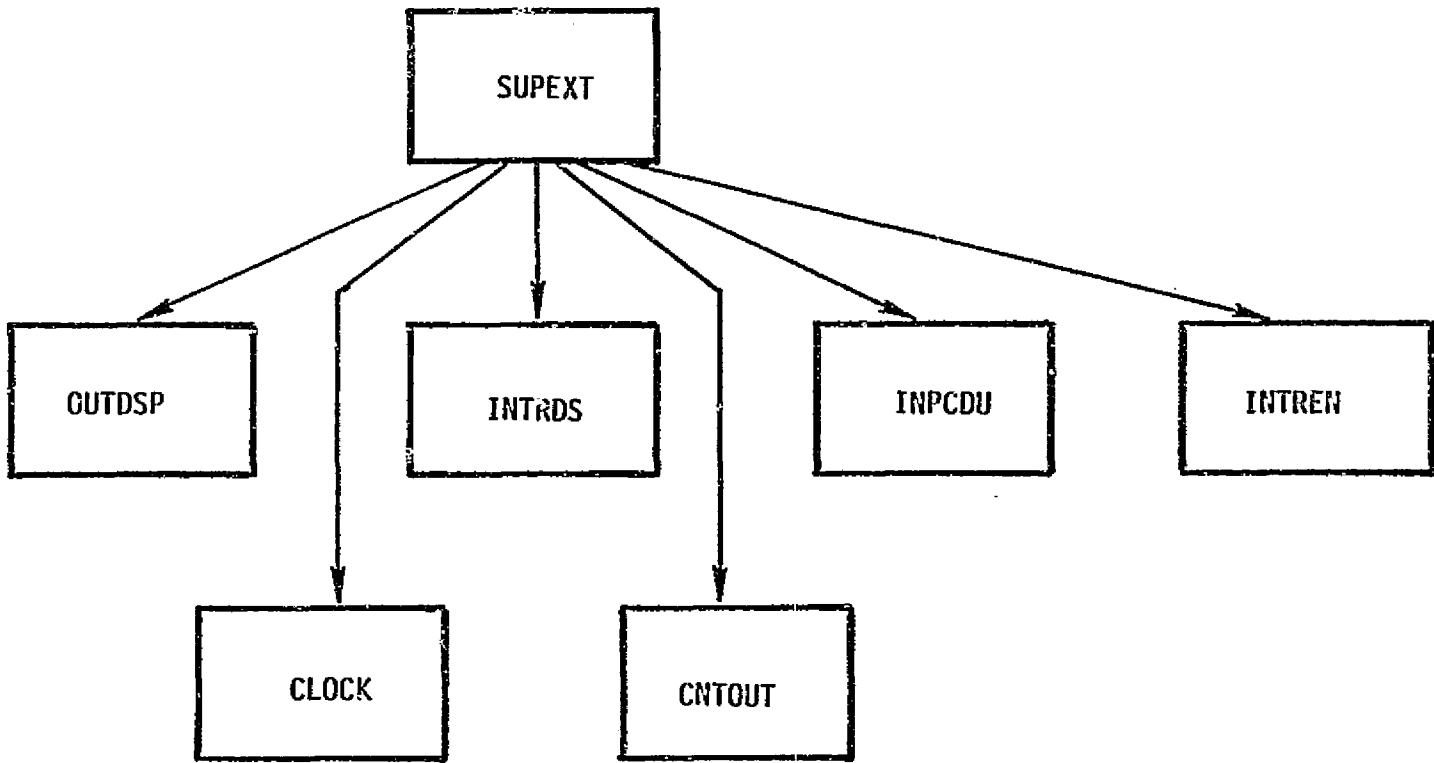 SUPEXT
OUTDSP
INTRDS
INPCDU
INTREN
CLOCK
CNTOUT